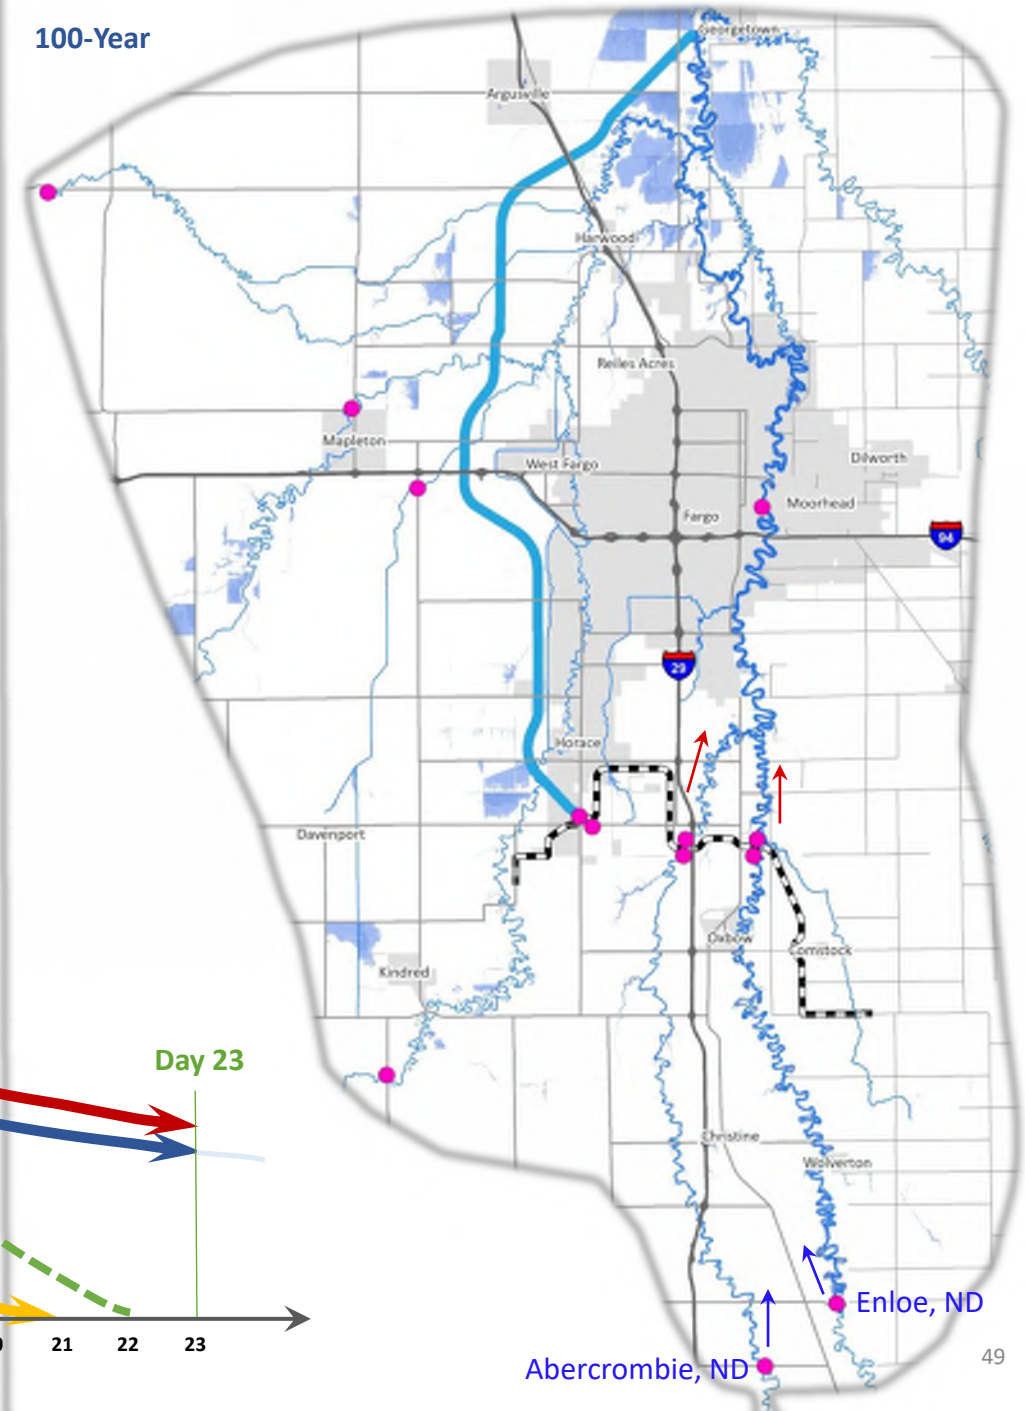 100-Year
Georgetown
Argusville
Harwood
Reiles Acres
Mapleton
West Fargo
Dilworth
Moorhead
Fargo
94
29
Horace
Davenport
Oxbow
Comstock
Kindred
Day 23
Christine
Wolverton
Enloe, ND
Abercrombie, ND
21 22 23
49